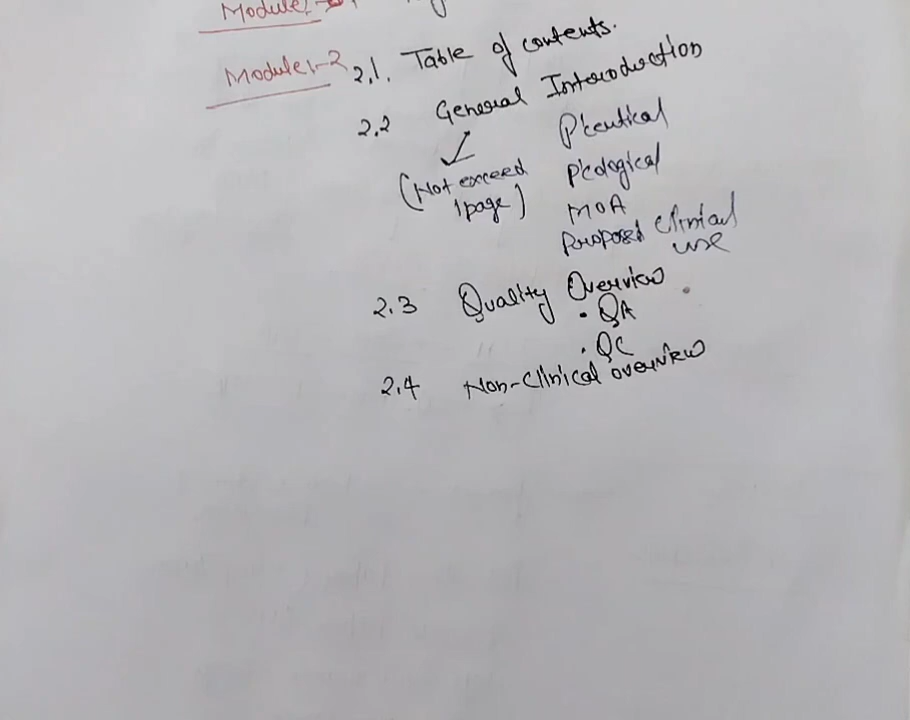 Module:-
Module:-2 2.1. Table of contents.
2.2 General Introduction
(Not exceed 1page)
P'ceutical
P'cological
MOA
Proposed Clinical use
2.3 Quality Overview
• QA
• QC
2.4 Non-Clinical overview